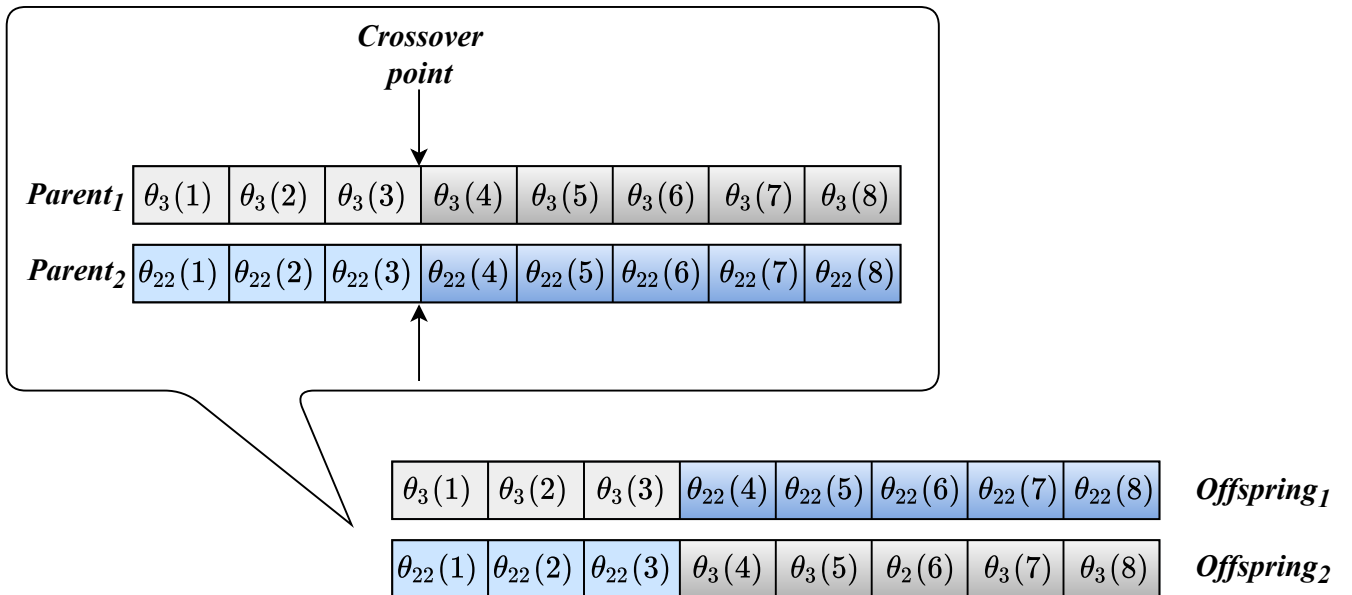 Crossover
point
Parent₁ θ₃(1) θ₃(2) θ₃(3) θ₃(4) θ₃(5) θ₃(6) θ₃(7) θ₃(8)
Parent₂ θ₂₂(1) θ₂₂(2) θ₂₂(3) θ₂₂(4) θ₂₂(5) θ₂₂(6) θ₂₂(7) θ₂₂(8)
θ₃(1) θ₃(2) θ₃(3) θ₂₂(4) θ₂₂(5) θ₂₂(6) θ₂₂(7) θ₂₂(8) Offspring₁
θ₂₂(1) θ₂₂(2) θ₂₂(3) θ₃(4) θ₃(5) θ₂(6) θ₃(7) θ₃(8) Offspring₂